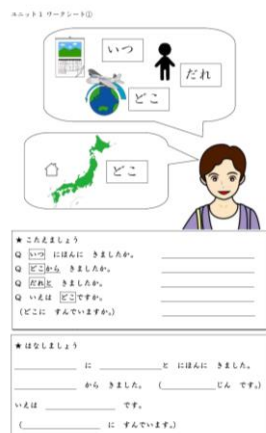 ユニット1 ワークシート①
いつ
だれ
どこ
どこ
★ こたえましょう
Q いつ にほんに きましたか。
Q どこから きましたか。
Q だれと きましたか。
Q いえは どこですか。
(どこに すんでいますか。)
★ はなしましょう
に と にほんに きました。
から きました。 ( じん です。)
いえは です。
( に すんでいます。)